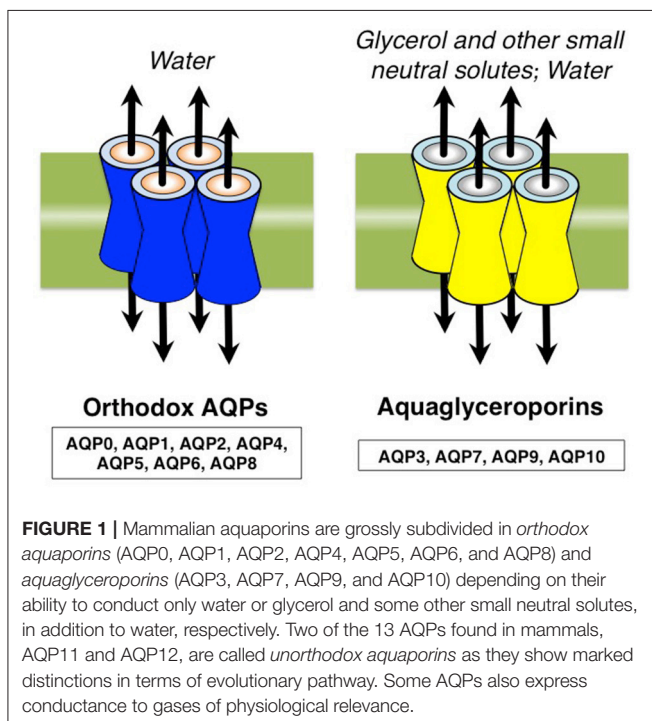 Water
Glycerol and other small
neutral solutes; Water
Orthodox AQPs
AQP0, AQP1, AQP2, AQP4,
AQP5, AQP6, AQP8
Aquaglyceroporins
AQP3, AQP7, AQP9, AQP10
FIGURE 1 | Mammalian aquaporins are grossly subdivided in orthodox
aquaporins (AQP0, AQP1, AQP2, AQP4, AQP5, AQP6, and AQP8) and
aquaglyceroporins (AQP3, AQP7, AQP9, and AQP10) depending on their
ability to conduct only water or glycerol and some other small neutral solutes,
in addition to water, respectively. Two of the 13 AQPs found in mammals,
AQP11 and AQP12, are called unorthodox aquaporins as they show marked
distinctions in terms of evolutionary pathway. Some AQPs also express
conductance to gases of physiological relevance.